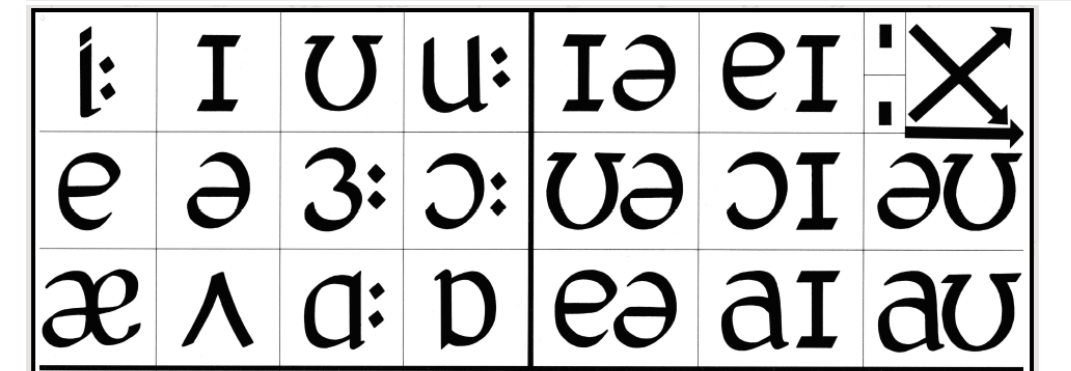 iː ɪ ʊ uː ɪə eɪ
e ə ɜː ɔː ʊə ɔɪ əʊ
æ ʌ ɑː ɒ eə aɪ aʊ